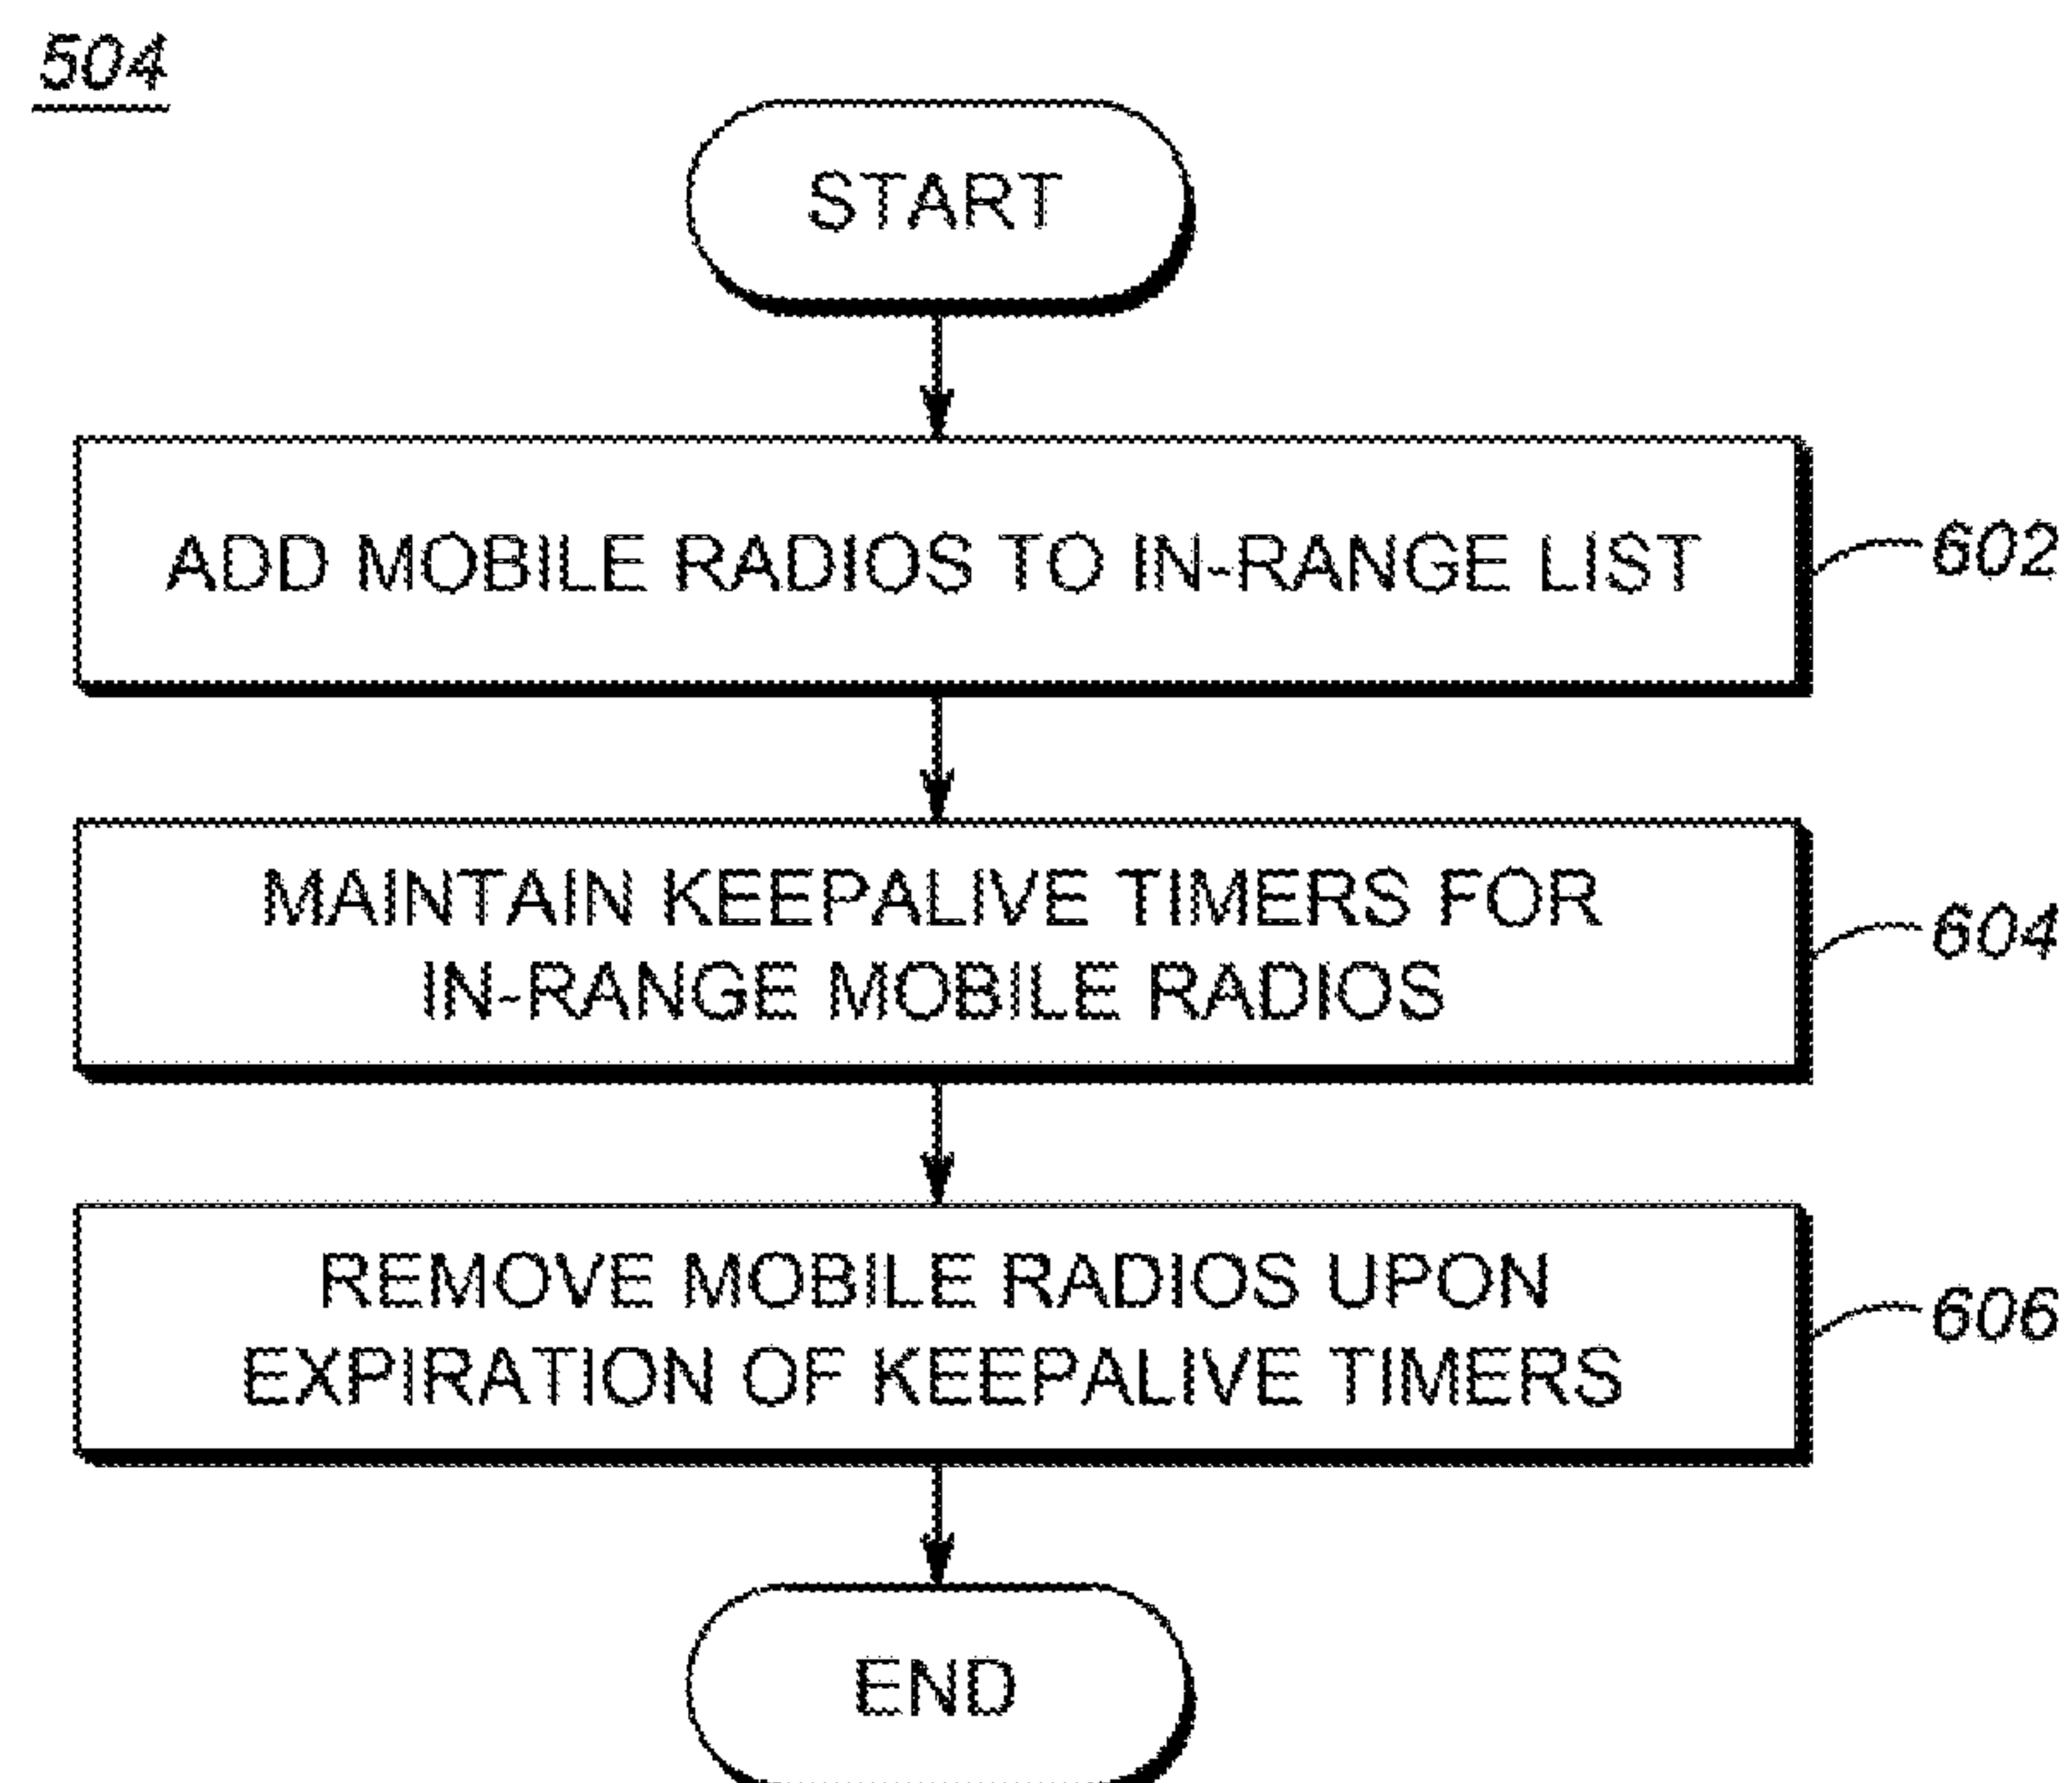 504
START
ADD MOBILE RADIOS TO IN-RANGE LIST
602
MAINTAIN KEEPALIVE TIMERS FOR
IN-RANGE MOBILE RADIOS
604
REMOVE MOBILE RADIOS UPON
EXPIRATION OF KEEPALIVE TIMERS
606
END